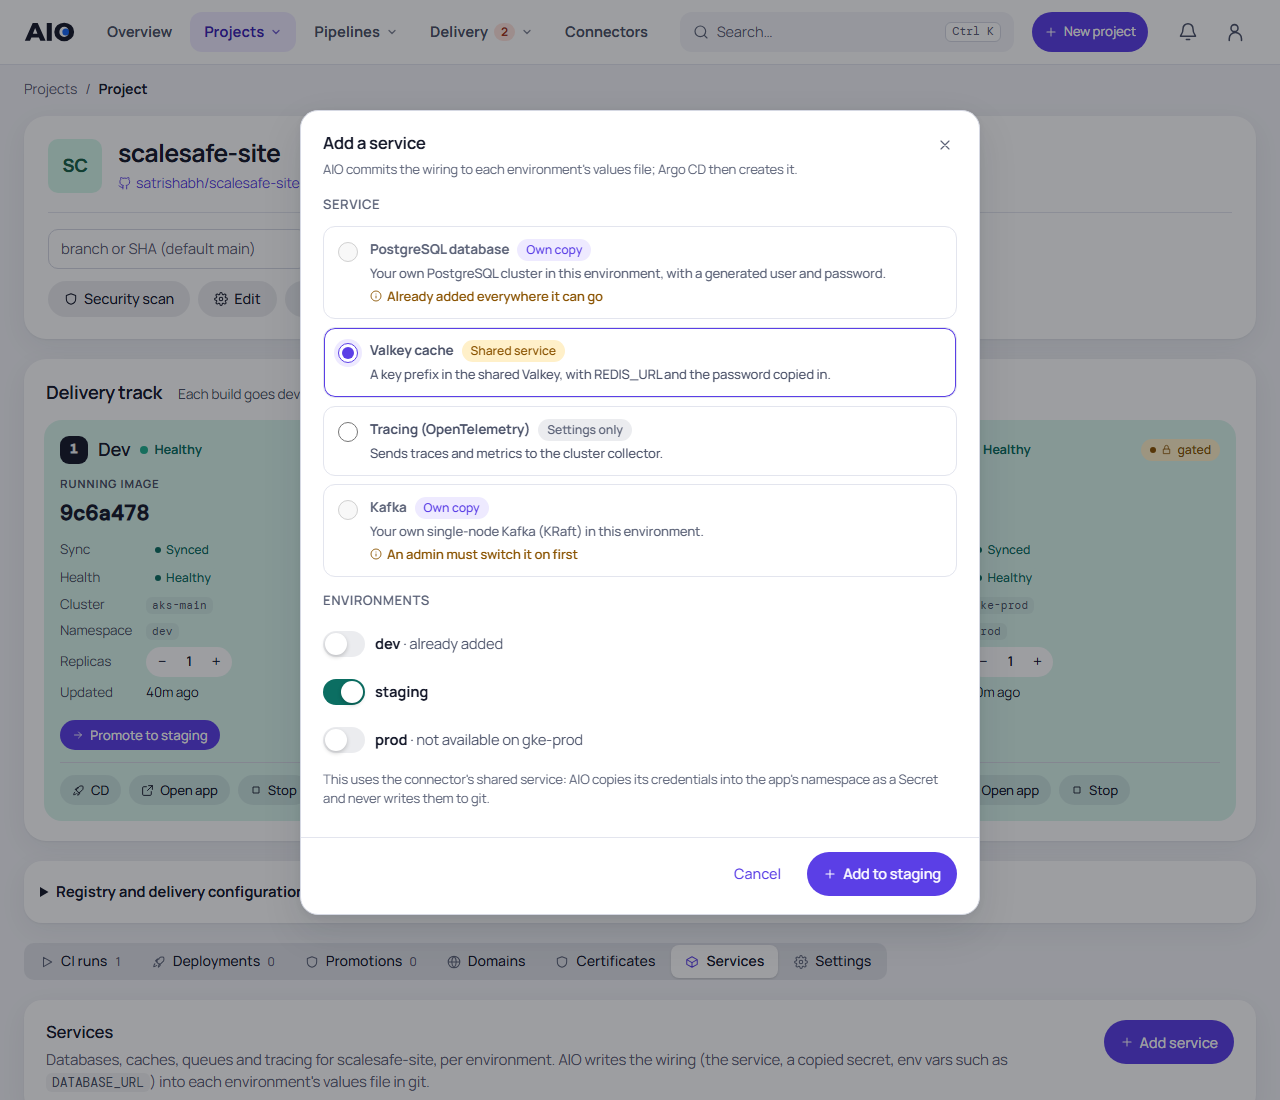 AIO
Overview
Projects
Pipelines
Delivery 2
Connectors
Search...
Ctrl K
New project
Projects / Project
SC
scalesafe-site
satrishabh/scalesafe-site
branch or SHA (default main)
Security scan
Edit
Delivery track
Each build goes dev
1 Dev
Healthy
RUNNING IMAGE
9c6a478
Sync
Synced
Health
Healthy
Cluster
aks-main
Namespace
dev
Replicas
− 1 +
Updated
40m ago
Promote to staging
CD
Open app
Stop
Add a service
AIO commits the wiring to each environment's values file; Argo CD then creates it.
SERVICE
PostgreSQL database Own copy
Your own PostgreSQL cluster in this environment, with a generated user and password.
Already added everywhere it can go
Valkey cache Shared service
A key prefix in the shared Valkey, with REDIS_URL and the password copied in.
Tracing (OpenTelemetry) Settings only
Sends traces and metrics to the cluster collector.
Kafka Own copy
Your own single-node Kafka (KRaft) in this environment.
An admin must switch it on first
ENVIRONMENTS
dev · already added
staging
prod · not available on gke-prod
This uses the connector's shared service: AIO copies its credentials into the app's namespace as a Secret
and never writes them to git.
Cancel
Add to staging
Healthy
gated
Synced
Healthy
− 1 +
Open app
Stop
Registry and delivery configuration
CI runs 1
Deployments 0
Promotions 0
Domains
Certificates
Services
Settings
Services
Databases, caches, queues and tracing for scalesafe-site, per environment. AIO writes the wiring (the service, a copied secret, env vars such as
DATABASE_URL ) into each environment's values file in git.
Add service